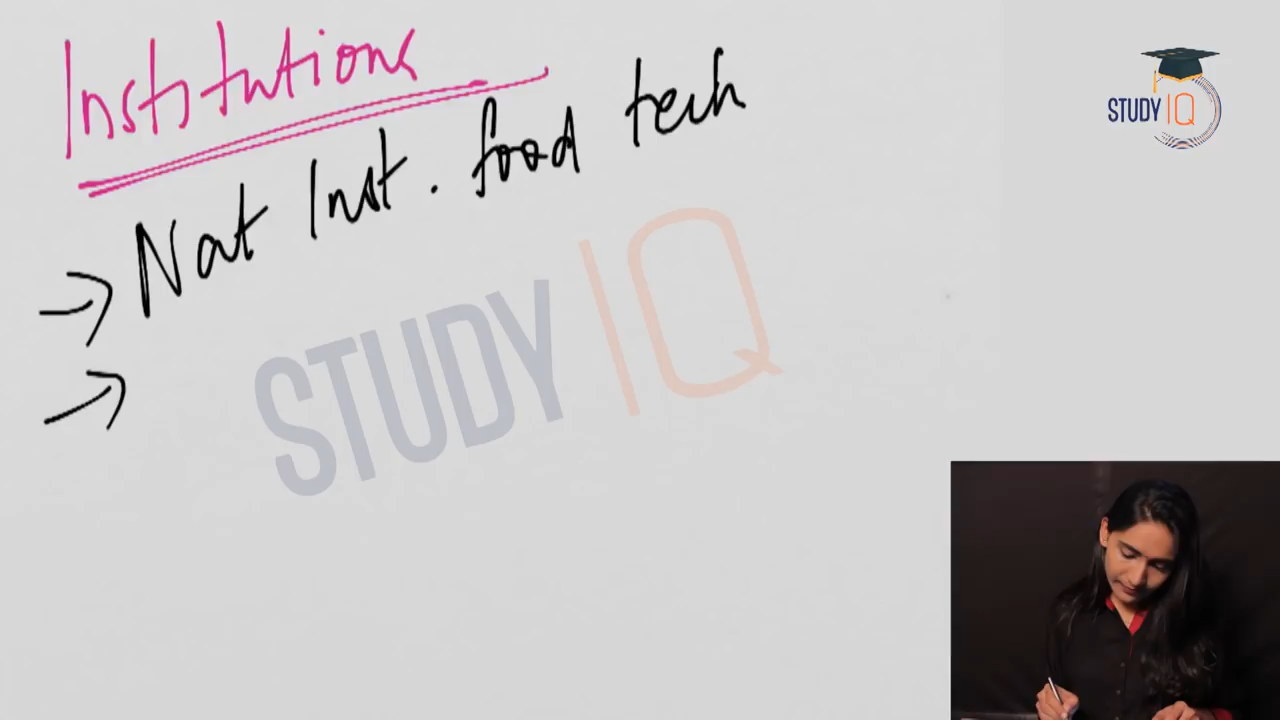 Institutions
→ Nat Inst. food tech
→
STUDY IQ
STUDY IQ